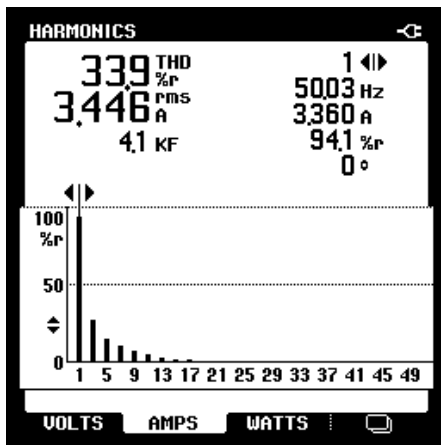 HARMONICS
33.9 THD %r
3.446 rms A
4.1 KF
1
50.03 Hz
3.360 A
94.1 %r
0 °
100
%r
50
0
1 5 9 13 17 21 25 29 33 37 41 45 49
VOLTS AMPS WATTS